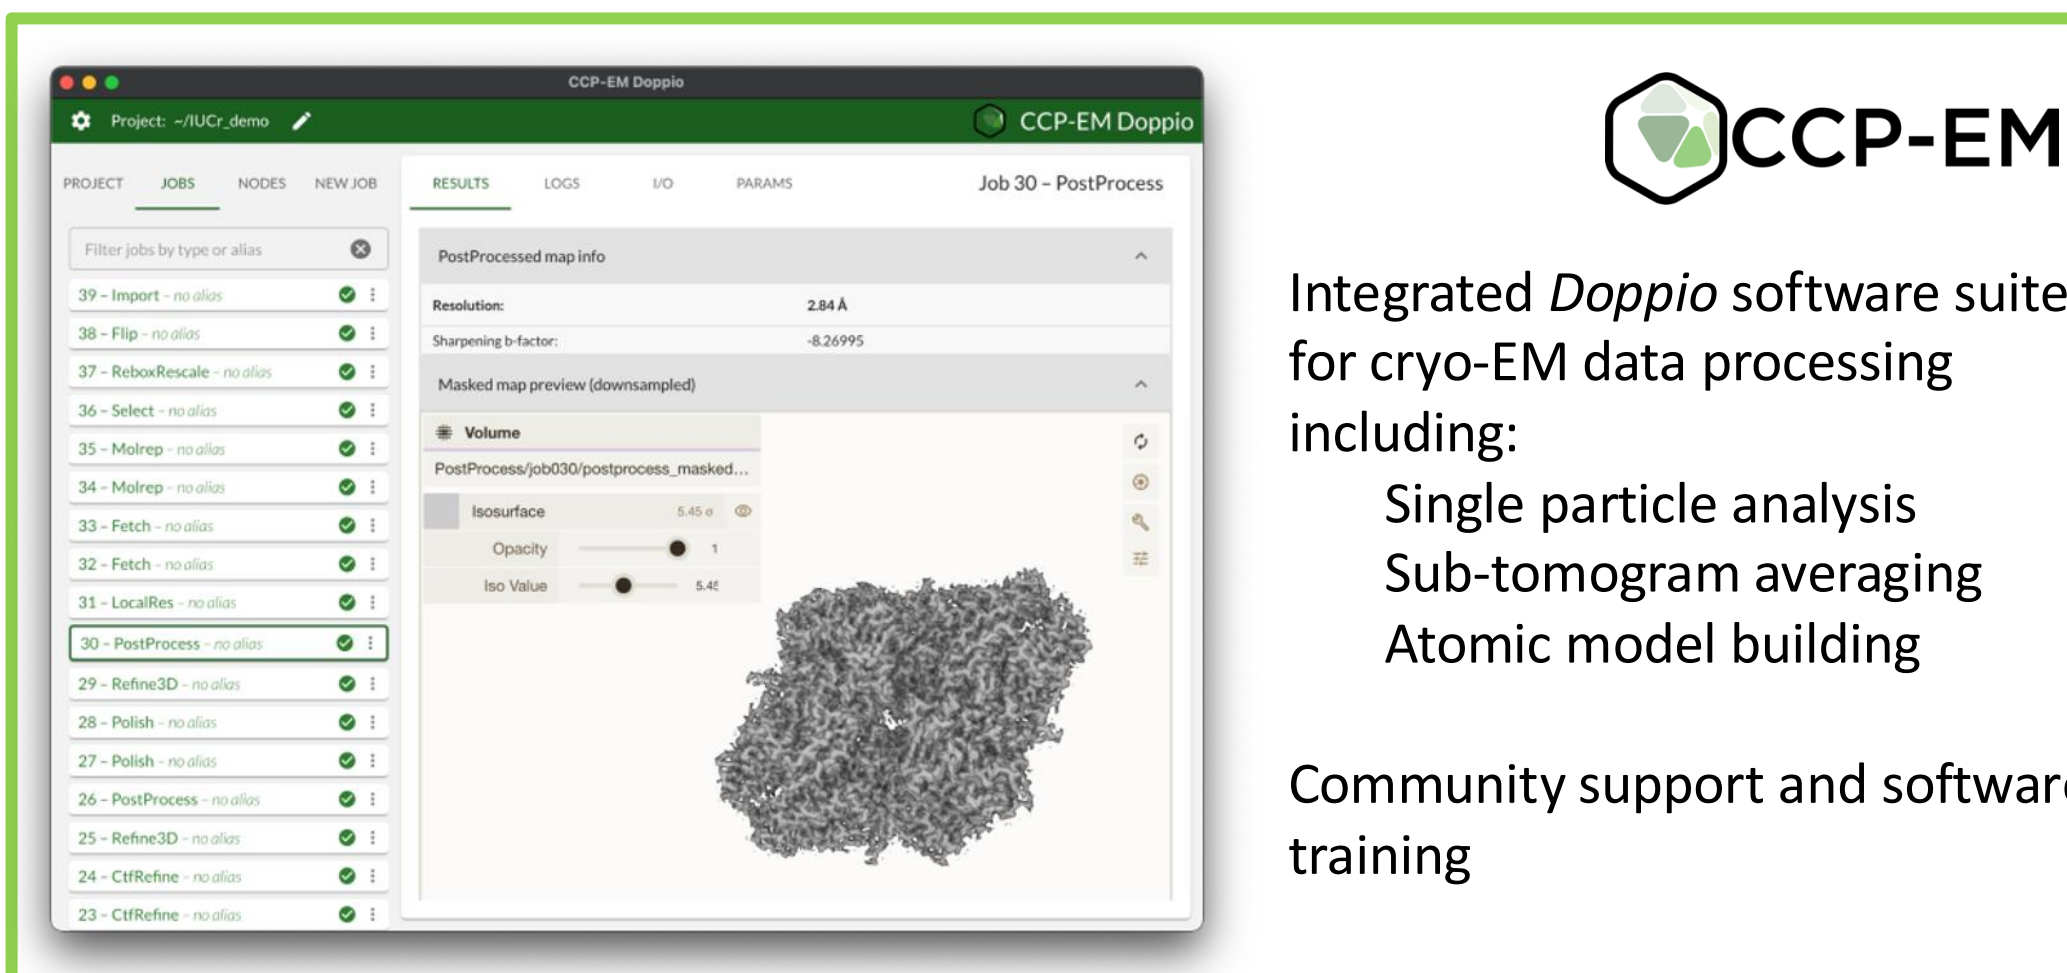 CCP-EM Doppio
Project: ~/IUCr_demo
CCP-EM Doppio
PROJECT JOBS NODES NEW JOB
Filter jobs by type or alias
39 – Import – no alias
38 – Flip – no alias
37 – ReboxRescale – no alias
36 – Select – no alias
35 – Molrep – no alias
34 – Molrep – no alias
33 – Fetch – no alias
32 – Fetch – no alias
31 – LocalRes – no alias
30 – PostProcess – no alias
29 – Refine3D – no alias
28 – Polish – no alias
27 – Polish – no alias
26 – PostProcess – no alias
25 – Refine3D – no alias
24 – CtfRefine – no alias
23 – CtfRefine – no alias
RESULTS LOGS I/O PARAMS Job 30 – PostProcess
PostProcessed map info
Resolution: 2.84 Å
Sharpening b-factor: -8.26995
Masked map preview (downsampled)
Volume
PostProcess/job030/postprocess_masked...
Isosurface 5.45 σ
Opacity 1
Iso Value 5.45
CCP-EM
Integrated Doppio software suite
for cryo-EM data processing
including:
Single particle analysis
Sub-tomogram averaging
Atomic model building
Community support and software
training